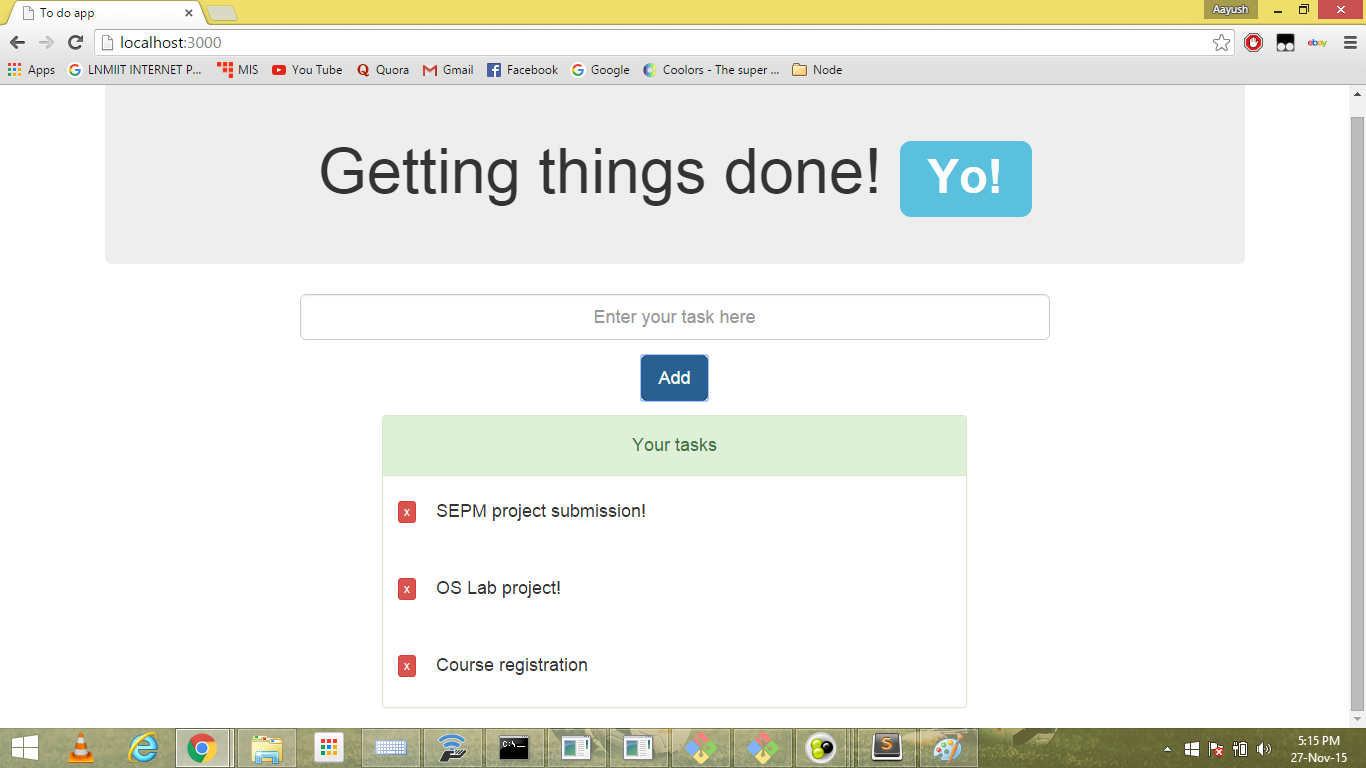 To do app
Aayush
localhost:3000
ebay
Apps LNMIIT INTERNET P... MIS You Tube Quora Gmail Facebook Google Coolors - The super ... Node
Getting things done! Yo!
Enter your task here
Add
Your tasks
x SEPM project submission!
x OS Lab project!
x Course registration
5:15 PM
27-Nov-15